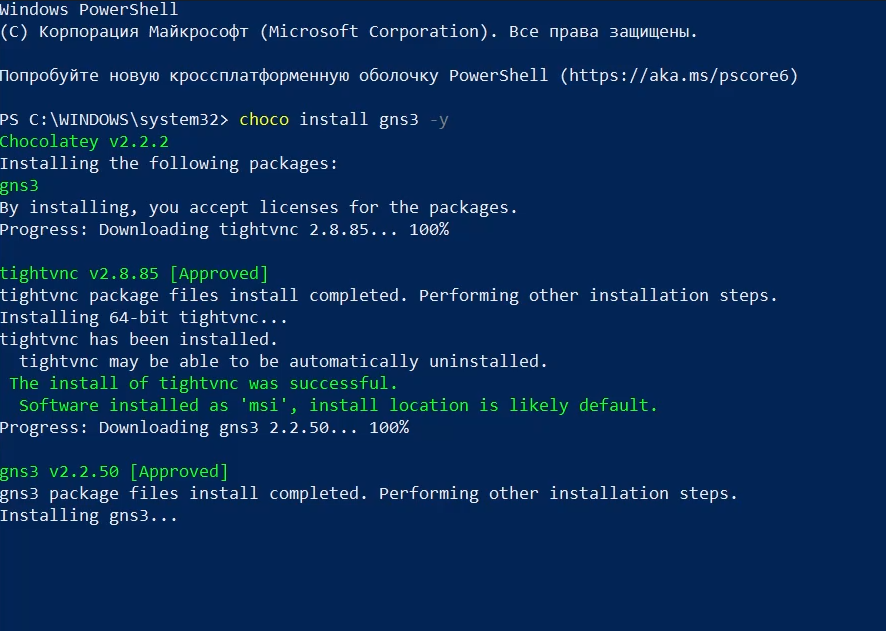 Windows PowerShell
(C) Корпорация Майкрософт (Microsoft Corporation). Все права защищены.
Попробуйте новую кроссплатформенную оболочку PowerShell (https://aka.ms/pscore6)
PS C:\WINDOWS\system32> choco install gns3 -y
Chocolatey v2.2.2
Installing the following packages:
gns3
By installing, you accept licenses for the packages.
Progress: Downloading tightvnc 2.8.85... 100%
tightvnc v2.8.85 [Approved]
tightvnc package files install completed. Performing other installation steps.
Installing 64-bit tightvnc...
tightvnc has been installed.
  tightvnc may be able to be automatically uninstalled.
 The install of tightvnc was successful.
  Software installed as 'msi', install location is likely default.
Progress: Downloading gns3 2.2.50... 100%
gns3 v2.2.50 [Approved]
gns3 package files install completed. Performing other installation steps.
Installing gns3...